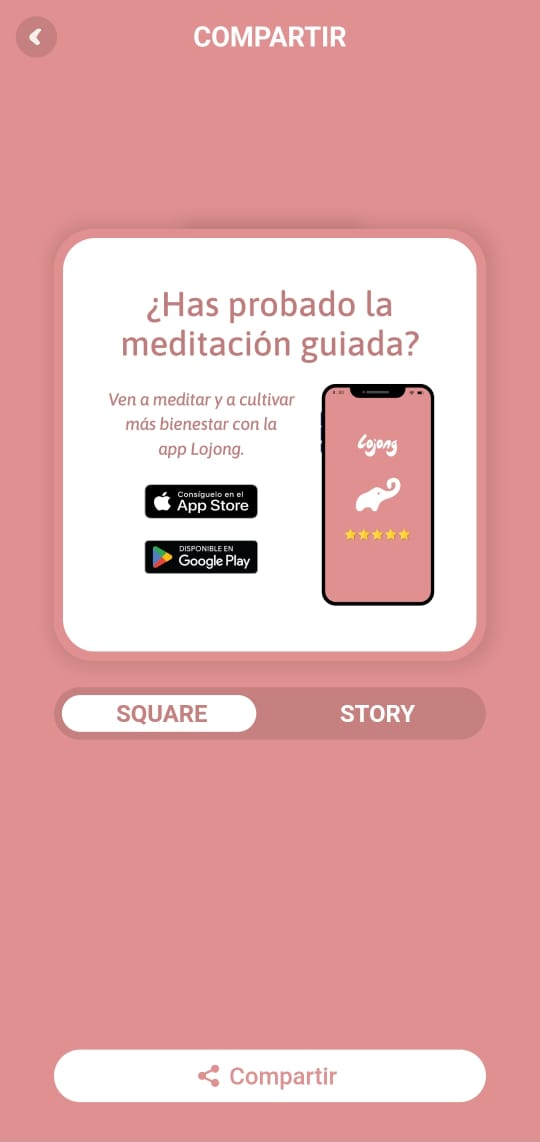 COMPARTIR
¿Has probado la
meditación guiada?
Ven a meditar y a cultivar
más bienestar con la
app Lojong.
Consíguelo en el
App Store
DISPONIBLE EN
Google Play
Lojong
SQUARE
STORY
Compartir